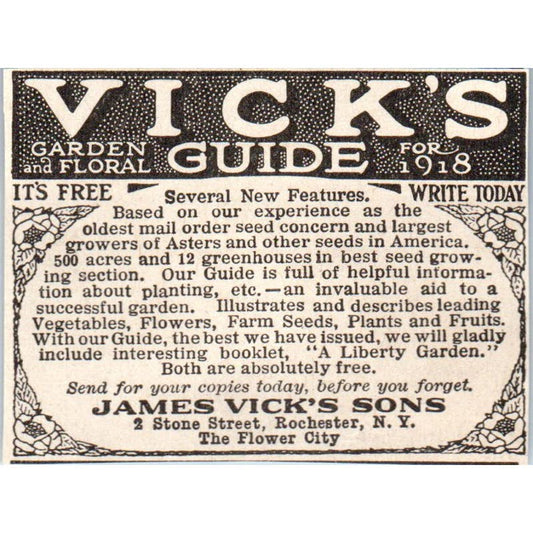 VICK'S
GARDEN and FLORAL GUIDE FOR 1918
IT'S FREE Several New Features. WRITE TODAY
Based on our experience as the
oldest mail order seed concern and largest
growers of Asters and other seeds in America.
500 acres and 12 greenhouses in best seed grow-
ing section. Our Guide is full of helpful informa-
tion about planting, etc.—an invaluable aid to a
successful garden. Illustrates and describes leading
Vegetables, Flowers, Farm Seeds, Plants and Fruits.
With our Guide, the best we have issued, we will gladly
include interesting booklet, "A Liberty Garden."
Both are absolutely free.
Send for your copies today, before you forget.
JAMES VICK'S SONS
2 Stone Street, Rochester, N. Y.
The Flower City